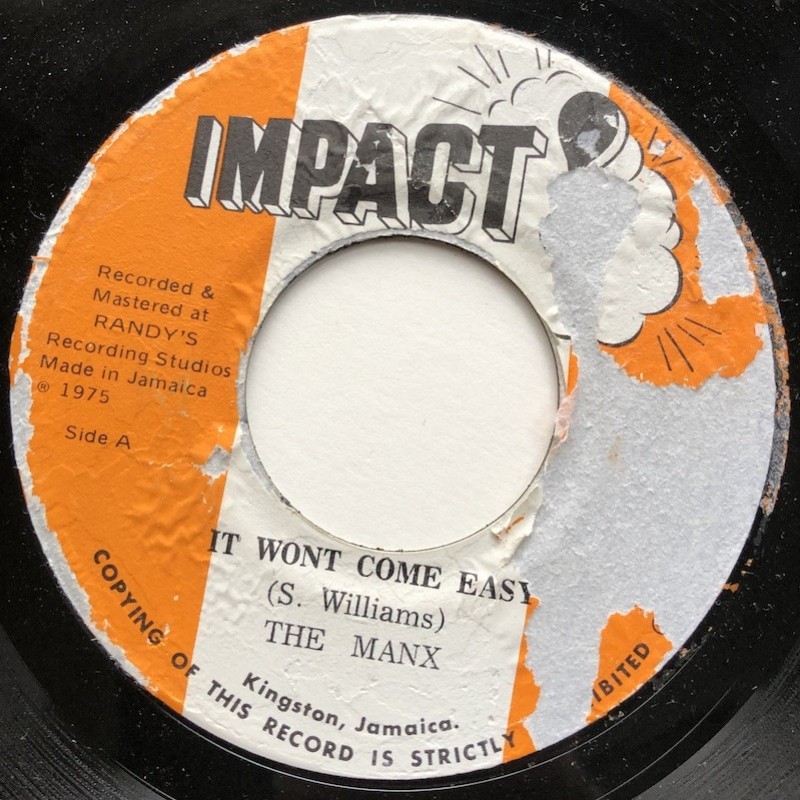 IMPACT
Recorded &
Mastered at
RANDY'S
Recording Studios
Made in Jamaica
℗ 1975
Side A
IT WONT COME EASY
(S. Williams)
THE MANX
Kingston, Jamaica.
COPYING OF THIS RECORD IS STRICTLY IBITED